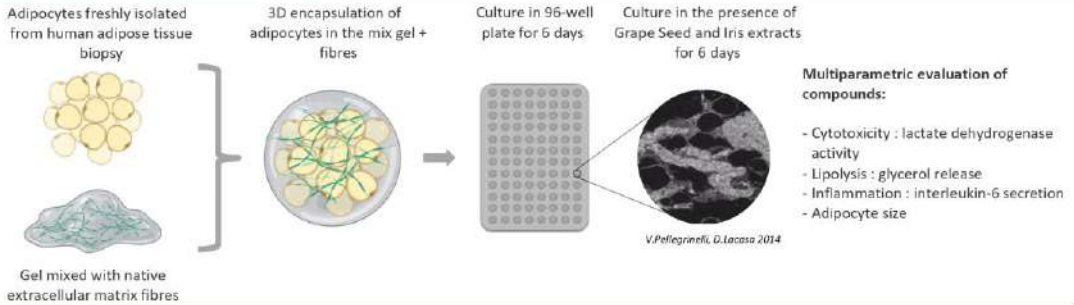 Adipocytes freshly isolated
from human adipose tissue
biopsy
Gel mixed with native
extracellular matrix fibres
3D encapsulation of
adipocytes in the mix gel +
fibres
Culture in 96-well
plate for 6 days
Culture in the presence of
Grape Seed and Iris extracts
for 6 days
V.Pellegrinelli, D.Lacasa 2014
Multiparametric evaluation of
compounds:
- Cytotoxicity : lactate dehydrogenase
activity
- Lipolysis : glycerol release
- Inflammation : interleukin-6 secretion
- Adipocyte size